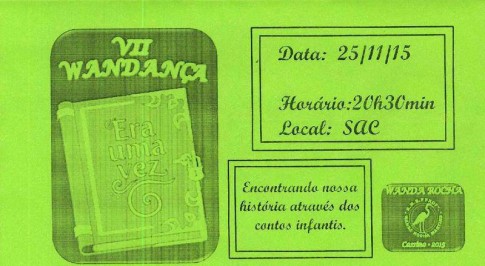 VII
WANDANÇA
Era
uma
vez
Data: 25/11/15
Horário:20h30min
Local: SAC
Encontrando nossa
história através dos
contos infantis.
WANDA ROCHA
Cassino - 2015